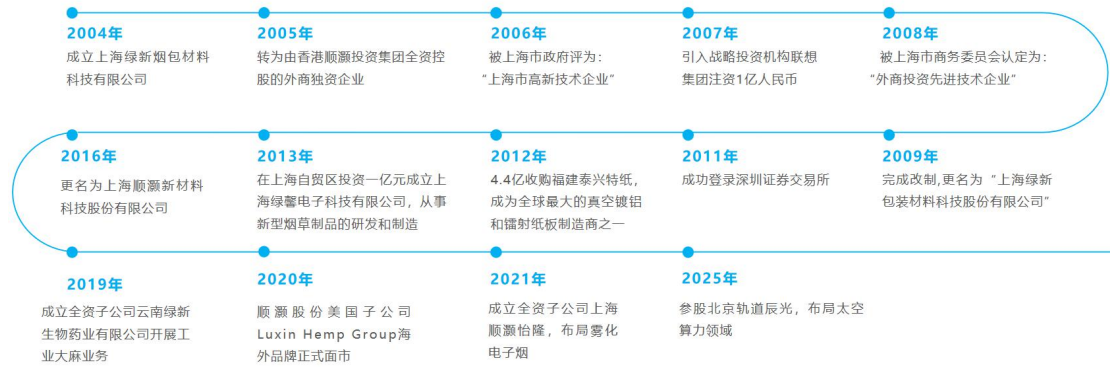 2004年
成立上海绿新烟包材料
科技有限公司
2005年
转为由香港顺灏投资集团全资控
股的外商独资企业
2006年
被上海市政府评为：
“上海市高新技术企业”
2007年
引入战略投资机构联想
集团注资1亿人民币
2008年
被上海市商务委员会认定为：
“外商投资先进技术企业”
2009年
完成改制,更名为“上海绿新
包装材料科技股份有限公司”
2011年
成功登录深圳证券交易所
2012年
4.4亿收购福建泰兴特纸，
成为全球最大的真空镀铝
和镭射纸板制造商之一
2013年
在上海自贸区投资一亿元成立上
海绿馨电子科技有限公司，从事
新型烟草制品的研发和制造
2016年
更名为上海顺灏新材料
科技股份有限公司
2019年
成立全资子公司云南绿新
生物药业有限公司开展工
业大麻业务
2020年
顺灏股份美国子公司
Luxin Hemp Group海
外品牌正式面市
2021年
成立全资子公司上海
顺灏怡隆，布局雾化
电子烟
2025年
参股北京轨道辰光，布局太空
算力领域